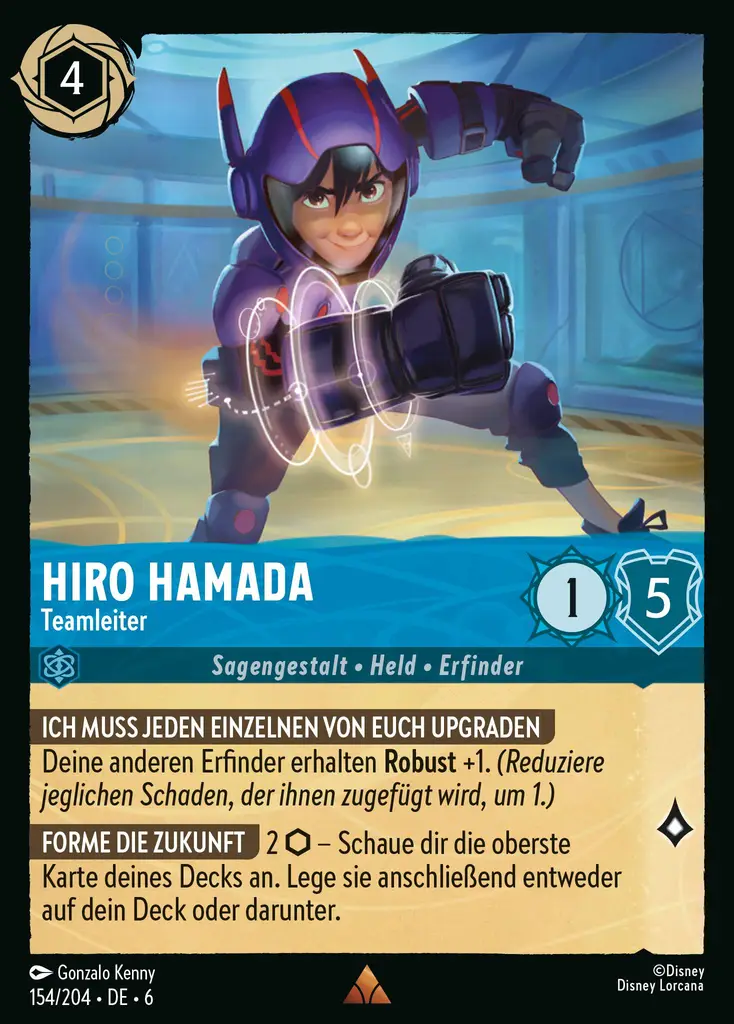 4
HIRO HAMADA
Teamleiter
1
5
Sagengestalt • Held • Erfinder
ICH MUSS JEDEN EINZELNEN VON EUCH UPGRADEN
Deine anderen Erfinder erhalten Robust +1. (Reduziere
jeglichen Schaden, der ihnen zugefügt wird, um 1.)
FORME DIE ZUKUNFT 2 ⬡ – Schaue dir die oberste
Karte deines Decks an. Lege sie anschließend entweder
auf dein Deck oder darunter.
Gonzalo Kenny
154/204 • DE • 6
©Disney
Disney Lorcana